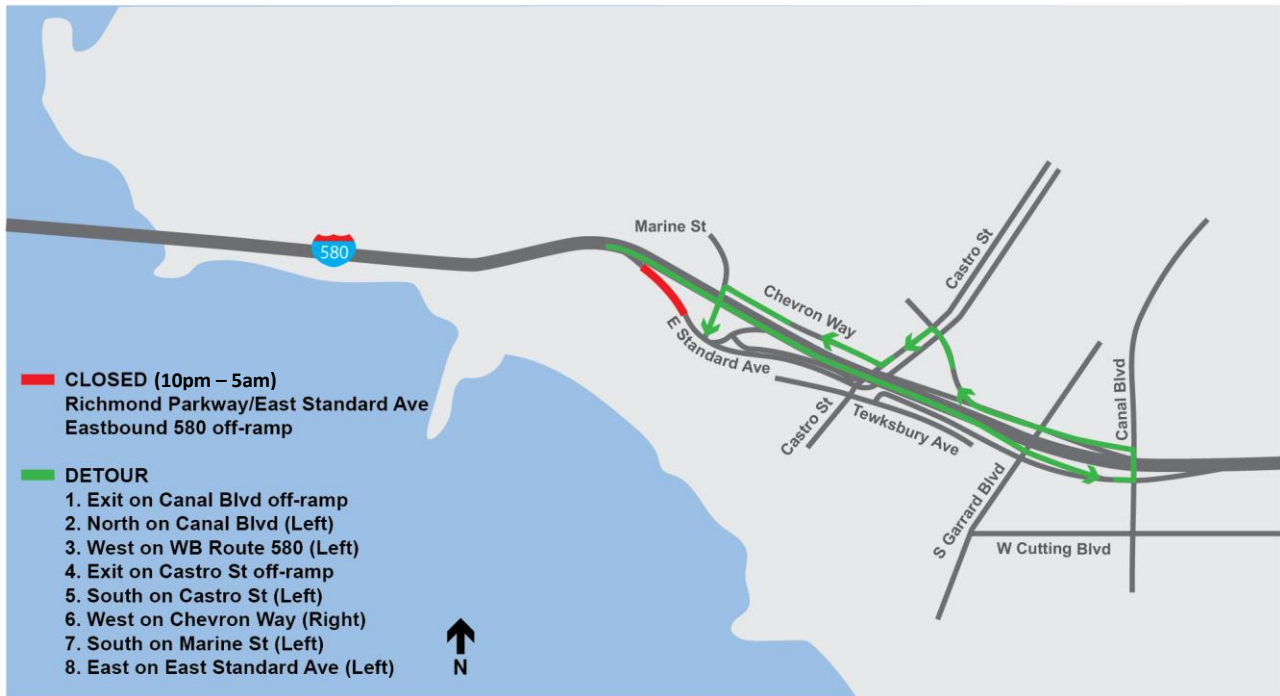 Marine St
580
Castro St
Chevron Way
E Standard Ave
Canal Blvd
Castro St
Tewksbury Ave
S Garrard Blvd
W Cutting Blvd
CLOSED (10pm – 5am)
Richmond Parkway/East Standard Ave
Eastbound 580 off-ramp
DETOUR
1. Exit on Canal Blvd off-ramp
2. North on Canal Blvd (Left)
3. West on WB Route 580 (Left)
4. Exit on Castro St off-ramp
5. South on Castro St (Left)
6. West on Chevron Way (Right)
7. South on Marine St (Left)
8. East on East Standard Ave (Left)
N